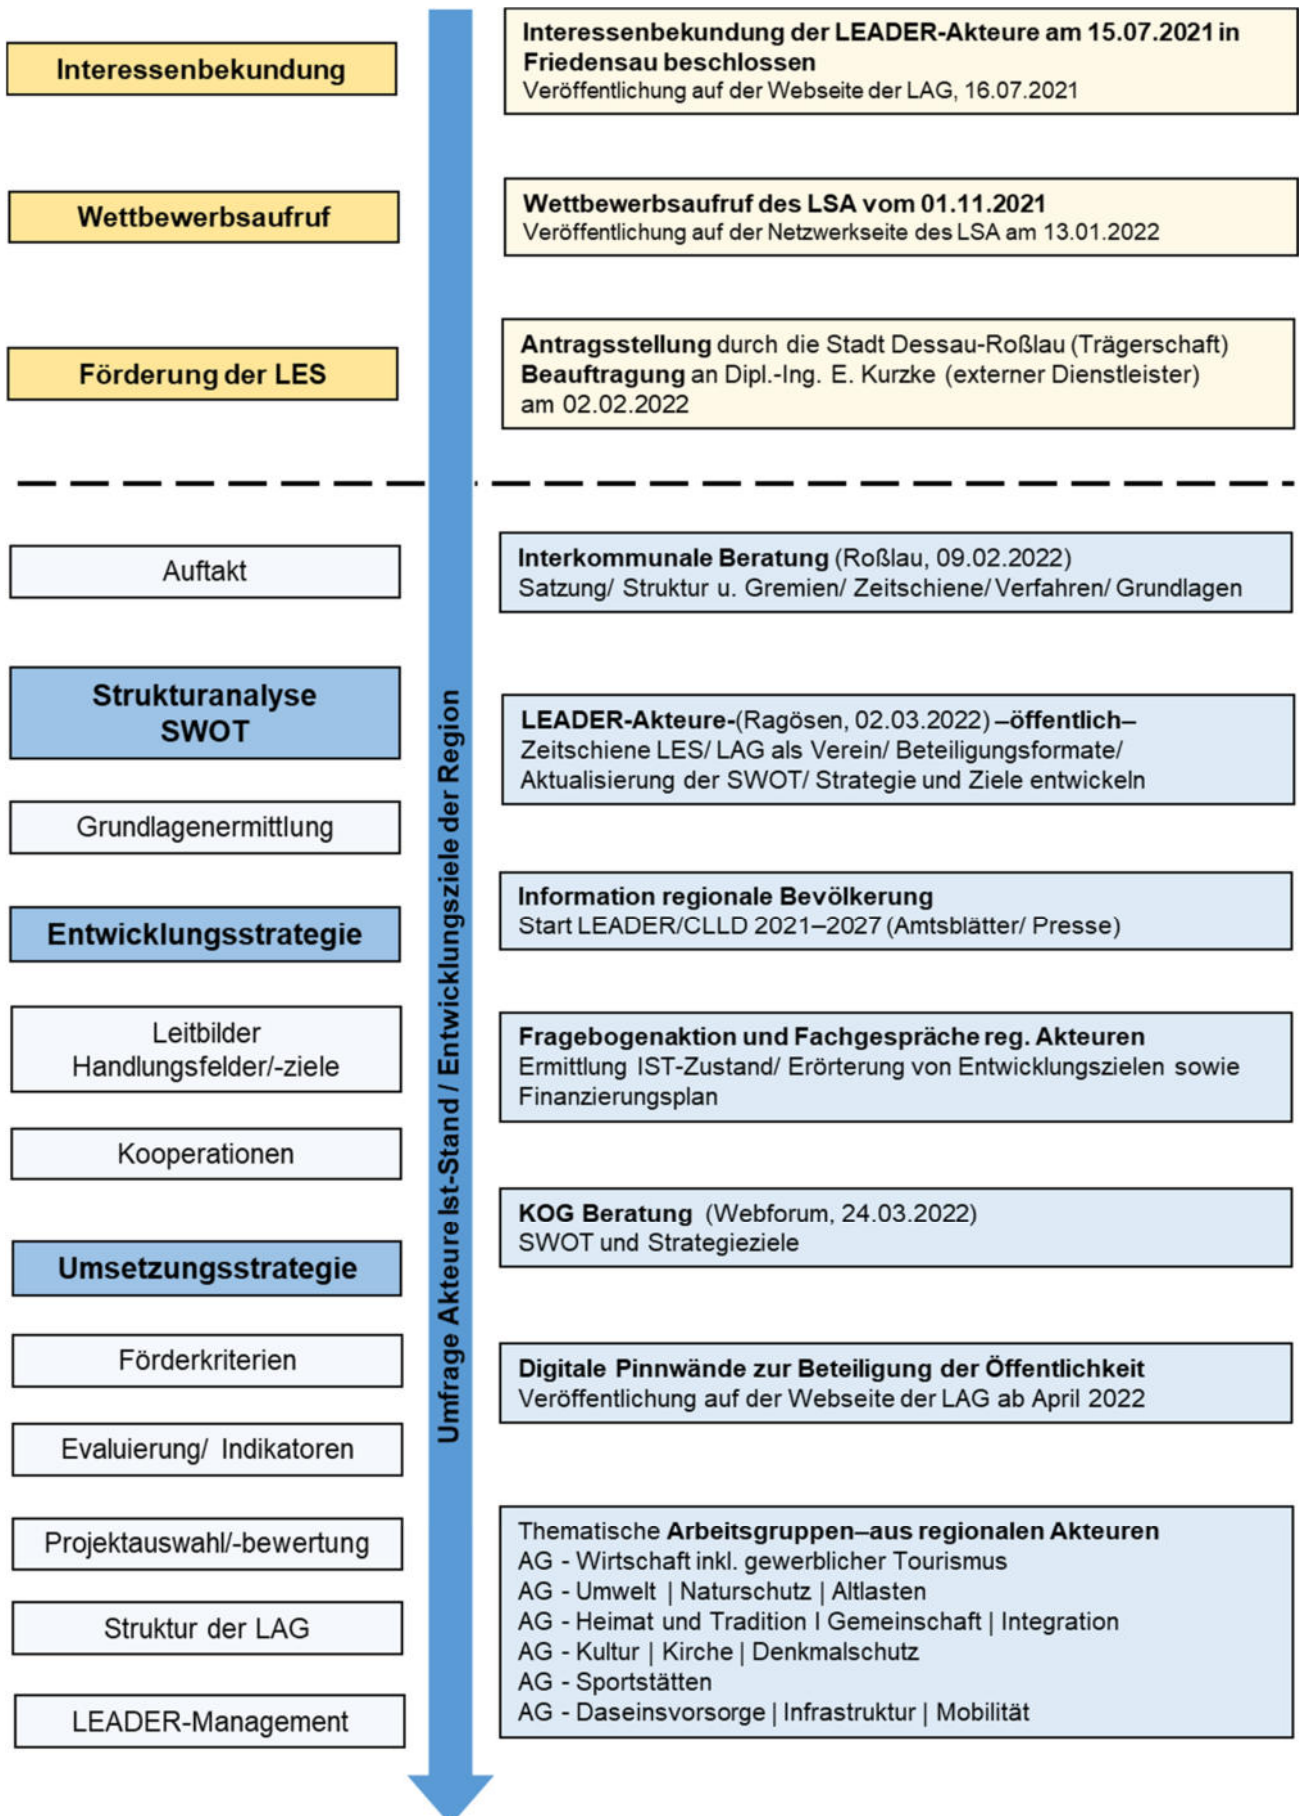 Interessenbekundung
Interessenbekundung der LEADER-Akteure am 15.07.2021 in
Friedensau beschlossen
Veröffentlichung auf der Webseite der LAG, 16.07.2021
Wettbewerbsaufruf
Wettbewerbsaufruf des LSA vom 01.11.2021
Veröffentlichung auf der Netzwerkseite des LSA am 13.01.2022
Förderung der LES
Antragsstellung durch die Stadt Dessau-Roßlau (Trägerschaft)
Beauftragung an Dipl.-Ing. E. Kurzke (externer Dienstleister)
am 02.02.2022
Umfrage Akteure Ist-Stand / Entwicklungsziele der Region
Auftakt
Interkommunale Beratung (Roßlau, 09.02.2022)
Satzung/ Struktur u. Gremien/ Zeitschiene/ Verfahren/ Grundlagen
Strukturanalyse
SWOT
LEADER-Akteure-(Ragösen, 02.03.2022) –öffentlich–
Zeitschiene LES/ LAG als Verein/ Beteiligungsformate/
Aktualisierung der SWOT/ Strategie und Ziele entwickeln
Grundlagenermittlung
Information regionale Bevölkerung
Start LEADER/CLLD 2021–2027 (Amtsblätter/ Presse)
Entwicklungsstrategie
Leitbilder
Handlungsfelder/-ziele
Fragebogenaktion und Fachgespräche reg. Akteuren
Ermittlung IST-Zustand/ Erörterung von Entwicklungszielen sowie
Finanzierungsplan
Kooperationen
KOG Beratung (Webforum, 24.03.2022)
SWOT und Strategieziele
Umsetzungsstrategie
Förderkriterien
Digitale Pinnwände zur Beteiligung der Öffentlichkeit
Veröffentlichung auf der Webseite der LAG ab April 2022
Evaluierung/ Indikatoren
Projektauswahl/-bewertung
Struktur der LAG
LEADER-Management
Thematische Arbeitsgruppen–aus regionalen Akteuren
AG - Wirtschaft inkl. gewerblicher Tourismus
AG - Umwelt | Naturschutz | Altlasten
AG - Heimat und Tradition I Gemeinschaft | Integration
AG - Kultur | Kirche | Denkmalschutz
AG - Sportstätten
AG - Daseinsvorsorge | Infrastruktur | Mobilität